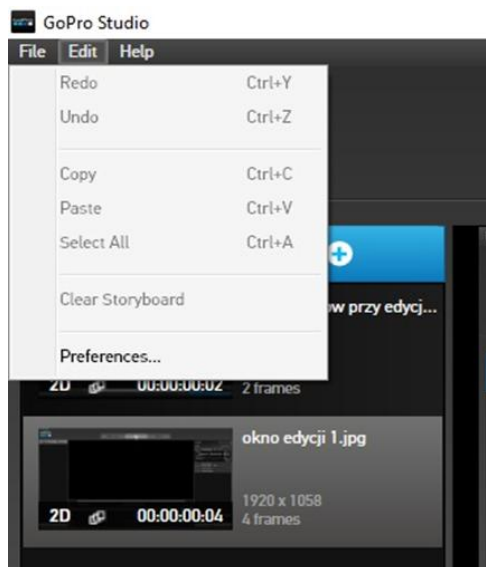 GoPro Studio
File Edit Help
Redo Ctrl+Y
Undo Ctrl+Z
Copy Ctrl+C
Paste Ctrl+V
Select All Ctrl+A
Clear Storyboard
Preferences...
ow przy edycj...
2D 00:00:00:02 2 frames
okno edycji 1.jpg
1920 x 1058
2D 00:00:00:04 4 frames